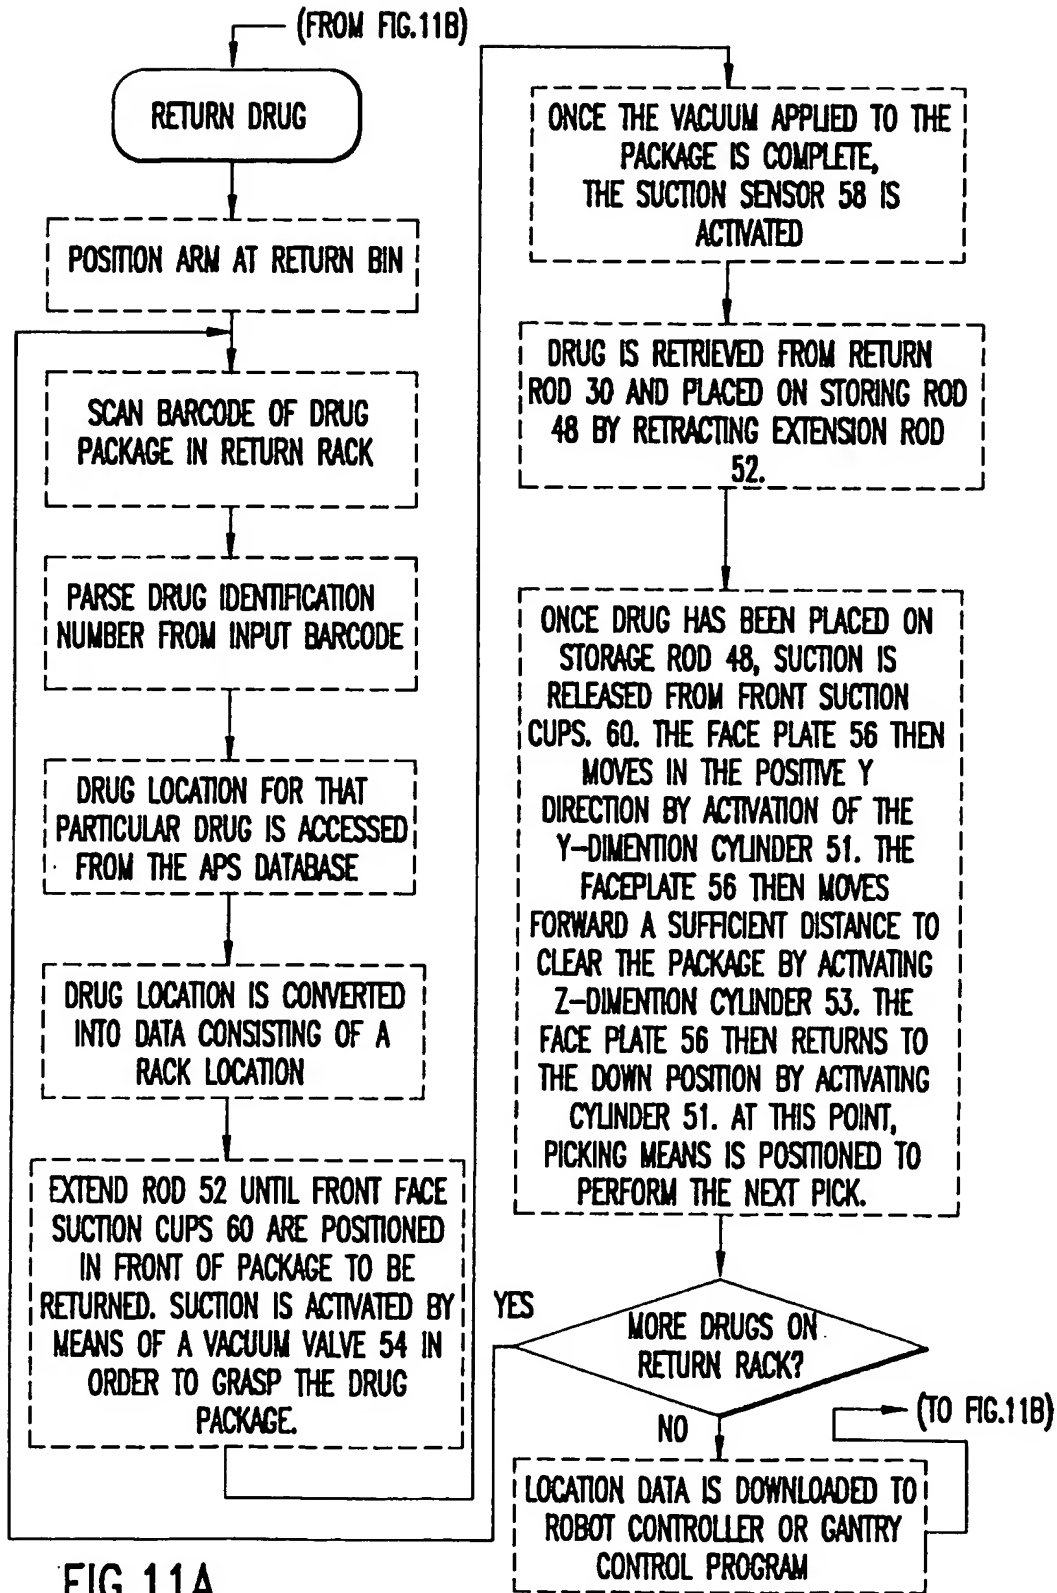 (FROM FIG.11B)
RETURN DRUG
POSITION ARM AT RETURN BIN
SCAN BARCODE OF DRUG
PACKAGE IN RETURN RACK
PARSE DRUG IDENTIFICATION
NUMBER FROM INPUT BARCODE
DRUG LOCATION FOR THAT
PARTICULAR DRUG IS ACCESSED
FROM THE APS DATABASE
DRUG LOCATION IS CONVERTED
INTO DATA CONSISTING OF A
RACK LOCATION
EXTEND ROD 52 UNTIL FRONT FACE
SUCTION CUPS 60 ARE POSITIONED
IN FRONT OF PACKAGE TO BE
RETURNED. SUCTION IS ACTIVATED BY
MEANS OF A VACUUM VALVE 54 IN
ORDER TO GRASP THE DRUG
PACKAGE.
ONCE THE VACUUM APPLIED TO THE
PACKAGE IS COMPLETE,
THE SUCTION SENSOR 58 IS
ACTIVATED
DRUG IS RETRIEVED FROM RETURN
ROD 30 AND PLACED ON STORING ROD
48 BY RETRACTING EXTENSION ROD
52.
ONCE DRUG HAS BEEN PLACED ON
STORAGE ROD 48, SUCTION IS
RELEASED FROM FRONT SUCTION
CUPS. 60. THE FACE PLATE 56 THEN
MOVES IN THE POSITIVE Y
DIRECTION BY ACTIVATION OF THE
Y-DIMENTION CYLINDER 51. THE
FACEPLATE 56 THEN MOVES
FORWARD A SUFFICIENT DISTANCE TO
CLEAR THE PACKAGE BY ACTIVATING
Z-DIMENTION CYLINDER 53. THE
FACE PLATE 56 THEN RETURNS TO
THE DOWN POSITION BY ACTIVATING
CYLINDER 51. AT THIS POINT,
PICKING MEANS IS POSITIONED TO
PERFORM THE NEXT PICK.
YES
MORE DRUGS ON
RETURN RACK?
NO
(TO FIG.11B)
LOCATION DATA IS DOWNLOADED TO
ROBOT CONTROLLER OR GANTRY
CONTROL PROGRAM
FIG.11A